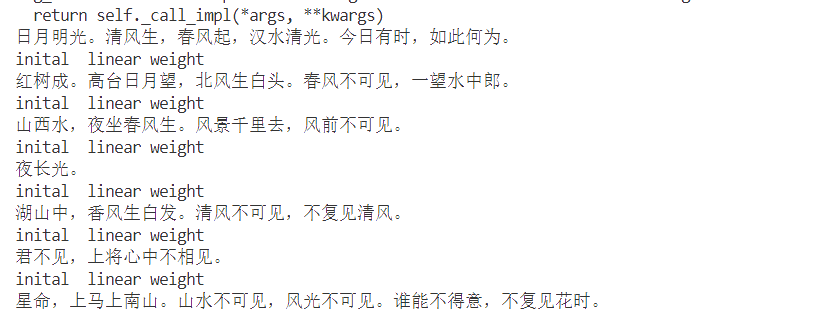 return self._call_impl(*args, **kwargs)
日月明光。清风生，春风起，汉水清光。今日有时，如此何为。
inital  linear weight
红树成。高台日月望，北风生白头。春风不可见，一望水中郎。
inital  linear weight
山西水，夜坐春风生。风景千里去，风前不可见。
inital  linear weight
夜长光。
inital  linear weight
湖山中，香风生白发。清风不可见，不复见清风。
inital  linear weight
君不见，上将心中不相见。
inital  linear weight
星命，上马上南山。山水不可见，风光不可见。谁能不得意，不复见花时。